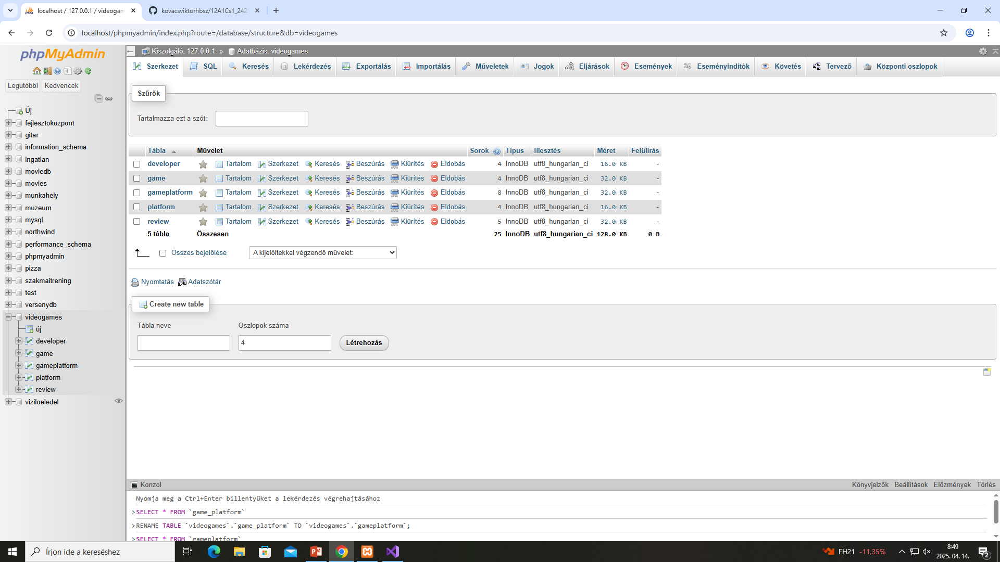 localhost / 127.0.0.1 / videogam
kovacsviktorhbsz/12A1Cs1_242
localhost/phpmyadmin/index.php?route=/database/structure&db=videogames
phpMyAdmin
Legutóbbi Kedvencek
Új
fejlesztokozpont
gitar
information_schema
ingatlan
moviedb
movies
munkahely
muzeum
mysql
northwind
performance_schema
phpmyadmin
pizza
szakmaitrening
test
versenydb
videogames
új
developer
game
gameplatform
platform
review
viziloeledel
Kiszolgáló: 127.0.0.1 » Adatbázis: videogames
Szerkezet SQL Keresés Lekérdezés Exportálás Importálás Műveletek Jogok Eljárások Események Eseményindítók Követés Tervező Központi oszlopok
Szűrők
Tartalmazza ezt a szót:
Tábla Művelet Sorok Típus Illesztés Méret Felülírás
developer Tartalom Szerkezet Keresés Beszúrás Kiürítés Eldobás 4 InnoDB utf8_hungarian_ci 16.0 KB -
game Tartalom Szerkezet Keresés Beszúrás Kiürítés Eldobás 4 InnoDB utf8_hungarian_ci 32.0 KB -
gameplatform Tartalom Szerkezet Keresés Beszúrás Kiürítés Eldobás 8 InnoDB utf8_hungarian_ci 32.0 KB -
platform Tartalom Szerkezet Keresés Beszúrás Kiürítés Eldobás 4 InnoDB utf8_hungarian_ci 16.0 KB -
review Tartalom Szerkezet Keresés Beszúrás Kiürítés Eldobás 5 InnoDB utf8_hungarian_ci 32.0 KB -
5 tábla Összesen 25 InnoDB utf8_hungarian_ci 128.0 KB 0 B
Összes bejelölése A kijelöltekkel végzendő művelet:
Nyomtatás Adatszótár
Create new table
Tábla neve Oszlopok száma
4 Létrehozás
Konzol Könyvjelzők Beállítások Előzmények Törlés
Nyomja meg a Ctrl+Enter billentyűket a lekérdezés végrehajtásához
>SELECT * FROM `game_platform`
>RENAME TABLE `videogames`.`game_platform` TO `videogames`.`gameplatform`;
>SELECT * FROM `gameplatform`
Írjon ide a kereséshez
FH21 -11,35%
8:49
2025. 04. 14.
2